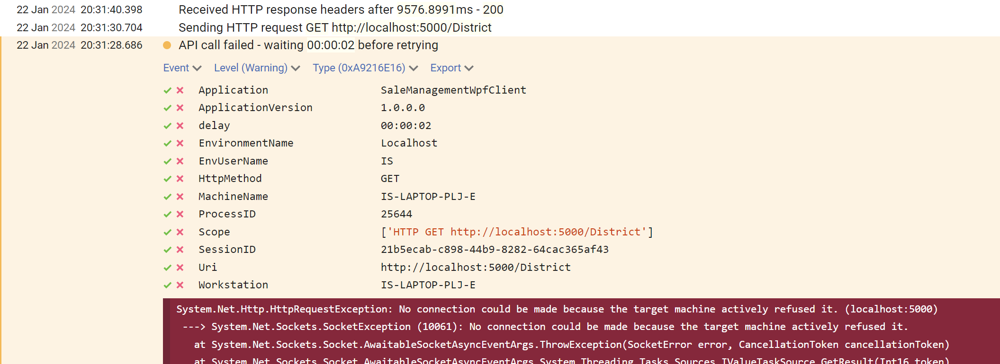 22 Jan 2024 20:31:40.398 Received HTTP response headers after 9576.8991ms - 200
22 Jan 2024 20:31:30.704 Sending HTTP request GET http://localhost:5000/District
22 Jan 2024 20:31:28.686 API call failed - waiting 00:00:02 before retrying
Event Level (Warning) Type (0xA9216E16) Export
Application SaleManagementWpfClient
ApplicationVersion 1.0.0.0
delay 00:00:02
EnvironmentName Localhost
EnvUserName IS
HttpMethod GET
MachineName IS-LAPTOP-PLJ-E
ProcessID 25644
Scope ['HTTP GET http://localhost:5000/District']
SessionID 21b5ecab-c898-44b9-8282-64cac365af43
Uri http://localhost:5000/District
Workstation IS-LAPTOP-PLJ-E
System.Net.Http.HttpRequestException: No connection could be made because the target machine actively refused it. (localhost:5000)
---> System.Net.Sockets.SocketException (10061): No connection could be made because the target machine actively refused it.
at System.Net.Sockets.Socket.AwaitableSocketAsyncEventArgs.ThrowException(SocketError error, CancellationToken cancellationToken)
at System.Net.Sockets.Socket.AwaitableSocketAsyncEventArgs.System.Threading.Tasks.Sources.IValueTaskSource.GetResult(Int16 token)